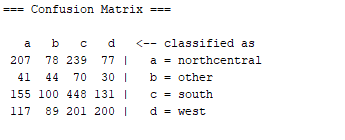 === Confusion Matrix ===
a b c d <-- classified as
207 78 239 77 | a = northcentral
41 44 70 30 | b = other
155 100 448 131 | c = south
117 89 201 200 | d = west